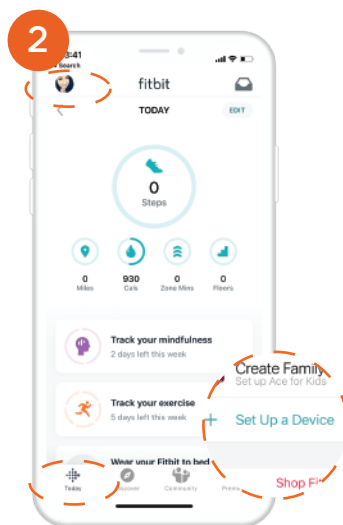 2
3:41
Search
fitbit
TODAY
EDIT
0
Steps
0
Miles
930
Cals
0
Zone Mins
0
Floors
Track your mindfulness
2 days left this week
Track your exercise
5 days left this week
Wear your Fitbit to bed
Create Family
Set up Ace for Kids
+ Set Up a Device
Shop Fi
Today
Discover
Community